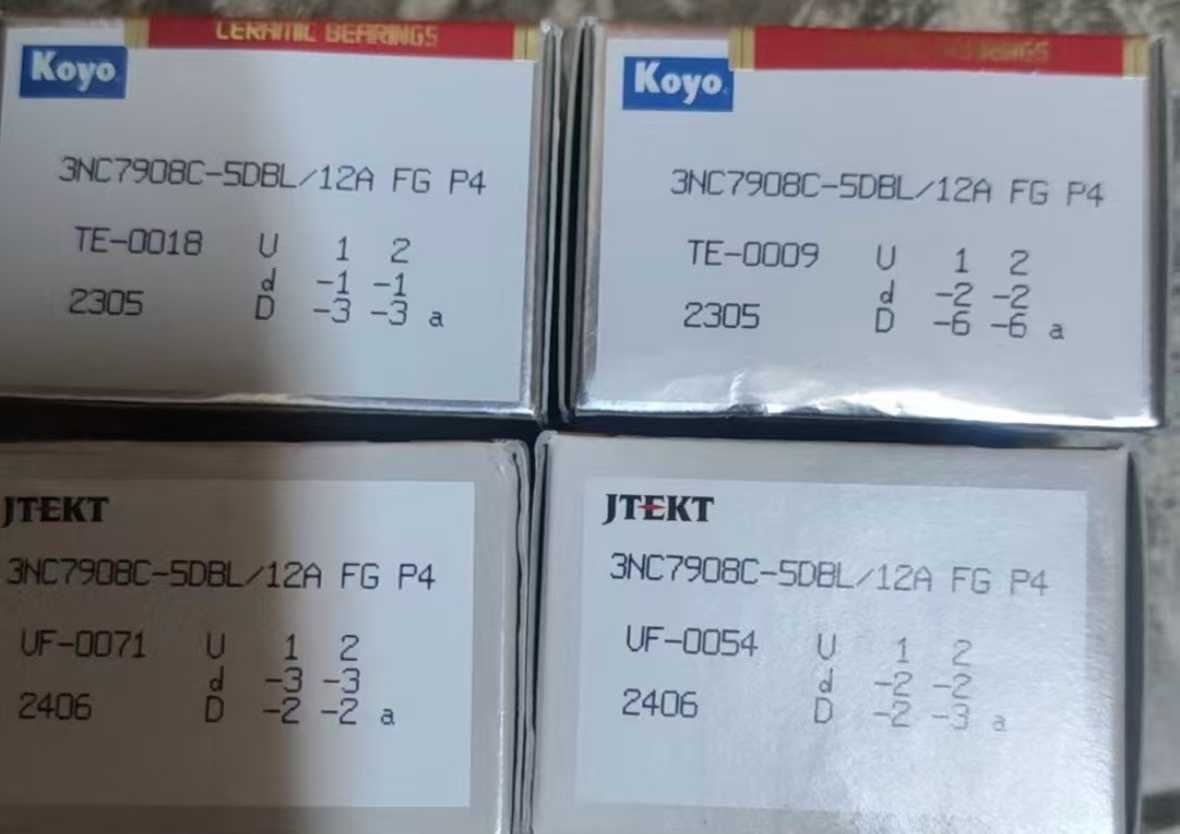 CERAMIC BEARINGS
Koyo
3NC7908C-5DBL/12A FG P4
TE-0018 U 1 2
d -1 -1
2305 D -3 -3 a
Koyo
3NC7908C-5DBL/12A FG P4
TE-0009 U 1 2
d -2 -2
2305 D -6 -6 a
JTEKT
3NC7908C-5DBL/12A FG P4
UF-0071 U 1 2
d -3 -3
2406 D -2 -2 a
JTEKT
3NC7908C-5DBL/12A FG P4
UF-0054 U 1 2
d -2 -2
2406 D -2 -3 a